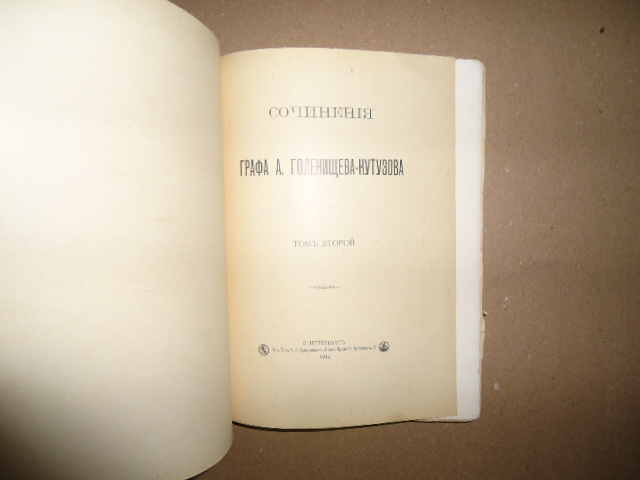 СОЧИНЕНІЯ
ГРАФА А. ГОЛЕНИЩЕВА-КУТУЗОВА
ТОМЪ ВТОРОЙ
С.-ПЕТЕРБУРГЪ